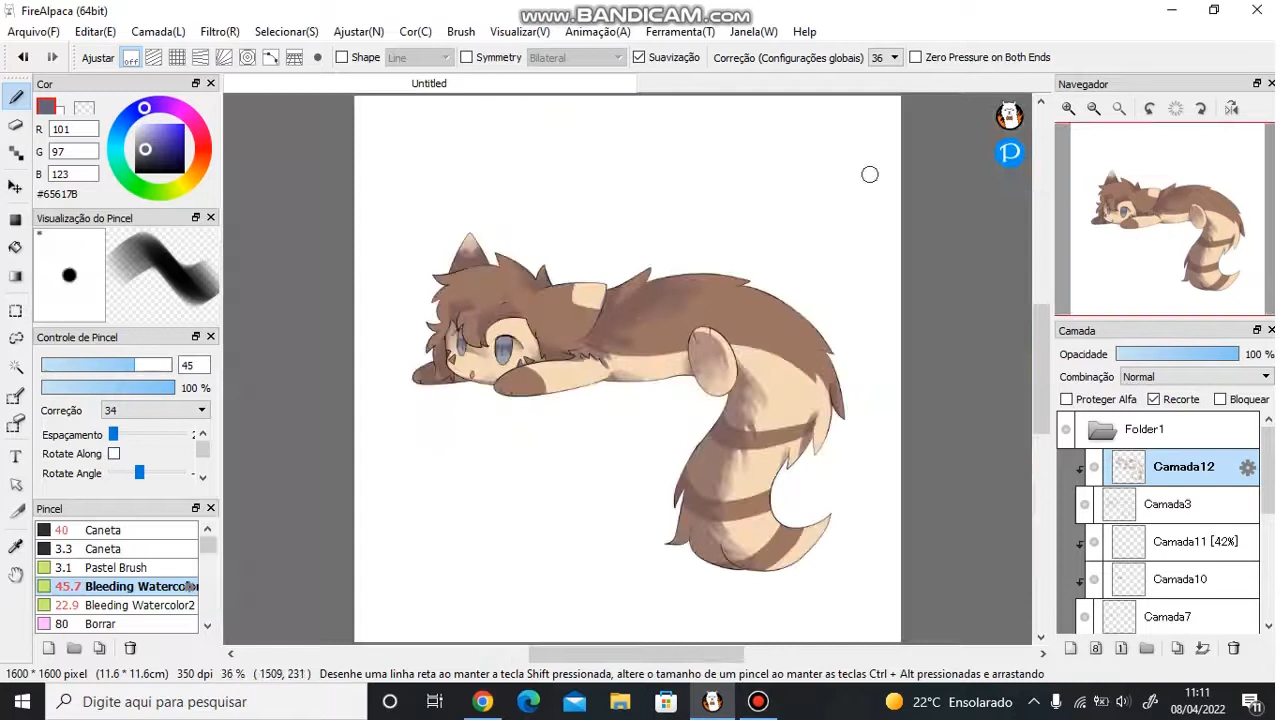 FireAlpaca (64bit)
www.BANDICAM.com
Arquivo(F) Editar(E) Camada(L) Filtro(R) Selecionar(S) Ajustar(N) Cor(C) Brush Visualizar(V) Animação(A) Ferramenta(T) Janela(W) Help
Ajustar off Shape Line Symmetry Bilateral Suavização Correção (Configurações globais) 36 Zero Pressure on Both Ends
Cor
Untitled
Navegador
R 101
G 97
B 123
#65617B
Visualização do Pincel
Controle de Pincel
45
100 %
Correção 34
Espaçamento
Rotate Along
Rotate Angle
Pincel
40 Caneta
3.3 Caneta
3.1 Pastel Brush
45.7 Bleeding Watercolor
22.9 Bleeding Watercolor2
80 Borrar
Camada
Opacidade 100 %
Combinação Normal
Proteger Alfa Recorte Bloquear
Folder1
Camada12
Camada3
Camada11 [42%]
Camada10
Camada7
1600 * 1600 pixel (11.6 * 11.6cm) 350 dpi 36 % (1509, 231) Desenhe uma linha reta ao manter a tecla Shift pressionada, altere o tamanho de um pincel ao manter as teclas Ctrl + Alt pressionadas e arrastando
Digite aqui para pesquisar
22°C Ensolarado
11:11
08/04/2022
11